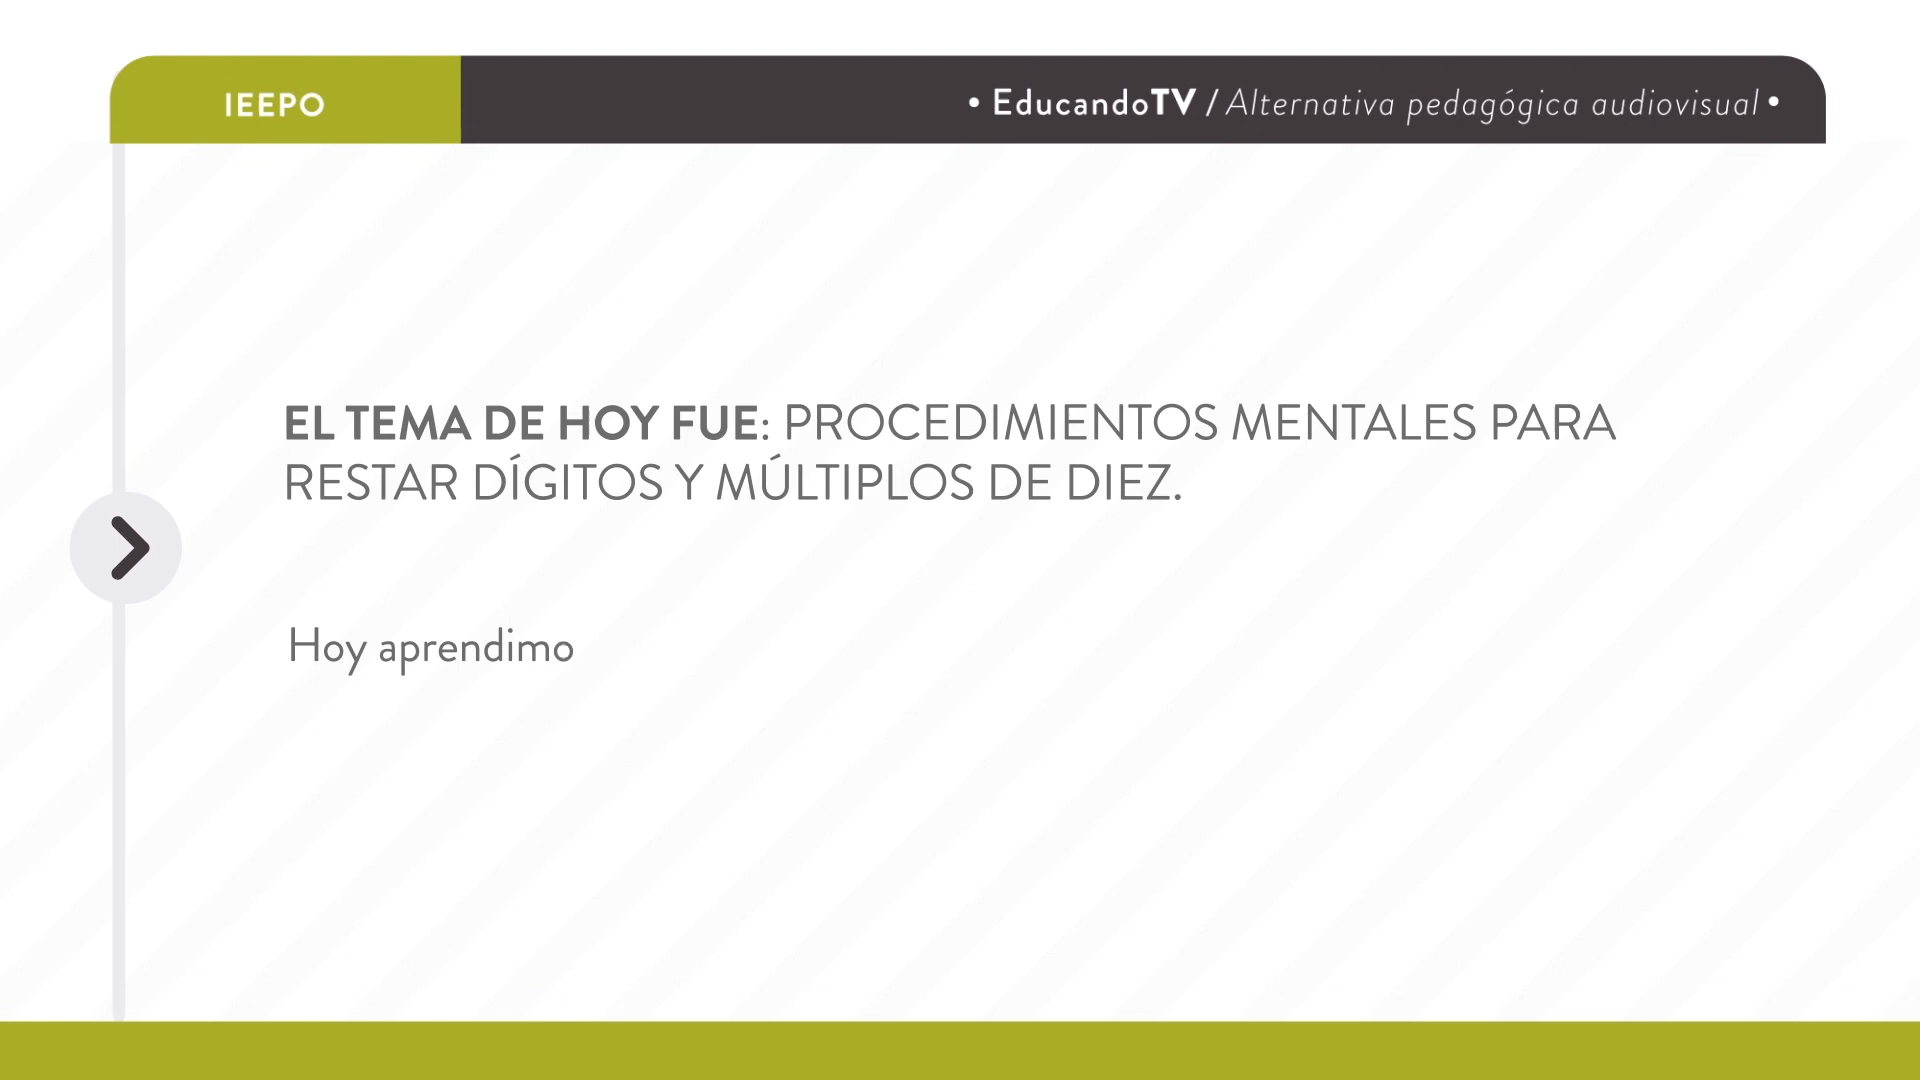 IEEPO
• EducandoTV / Alternativa pedagógica audiovisual •
EL TEMA DE HOY FUE: PROCEDIMIENTOS MENTALES PARA
RESTAR DÍGITOS Y MÚLTIPLOS DE DIEZ.
Hoy aprendimo